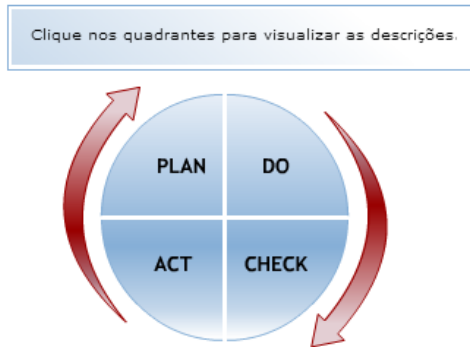 Clique nos quadrantes para visualizar as descrições.
PLAN DO
ACT CHECK